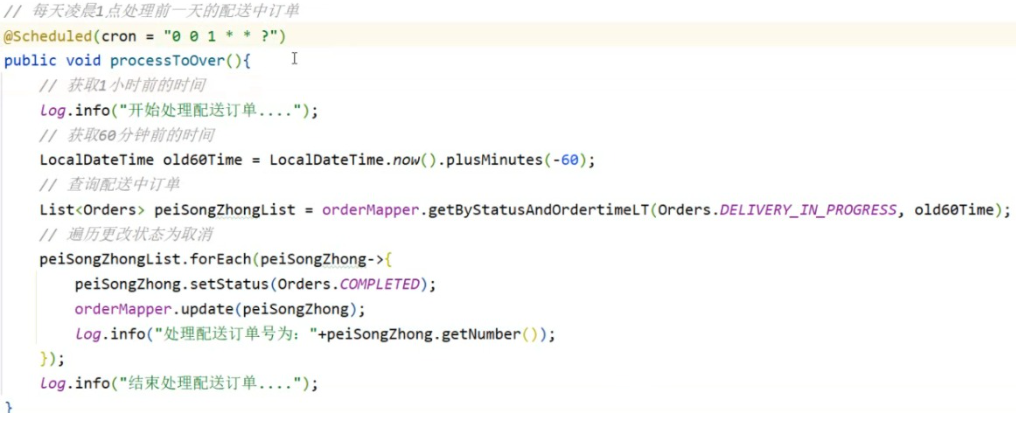 // 每天凌晨1点处理前一天的配送中订单
@Scheduled(cron = "0 0 1 * * ?")
public void processToOver(){
// 获取1小时前的时间
log.info("开始处理配送订单....");
// 获取60分钟前的时间
LocalDateTime old60Time = LocalDateTime.now().plusMinutes(-60);
// 查询配送中订单
List<Orders> peiSongZhongList = orderMapper.getByStatusAndOrdertimeLT(Orders.DELIVERY_IN_PROGRESS, old60Time);
// 遍历更改状态为取消
peiSongZhongList.forEach(peiSongZhong->{
peiSongZhong.setStatus(Orders.COMPLETED);
orderMapper.update(peiSongZhong);
log.info("处理配送订单号为："+peiSongZhong.getNumber());
});
log.info("结束处理配送订单....");
}